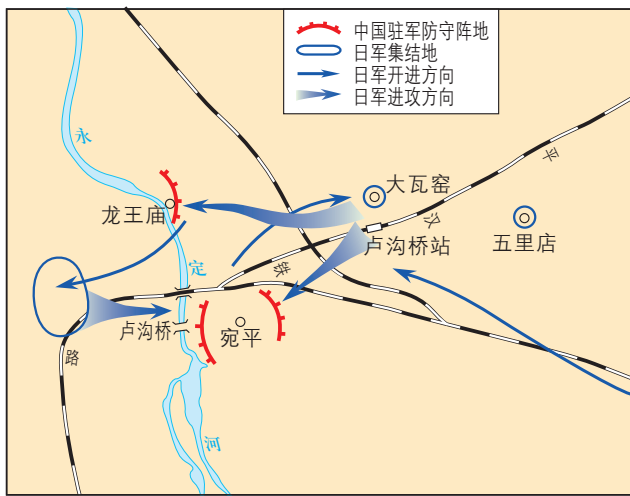 中国驻军防守阵地
日军集结地
日军开进方向
日军进攻方向
永
平
大瓦窑
龙王庙
汉
五里店
卢沟桥站
定
铁
卢沟桥
宛平
路
河